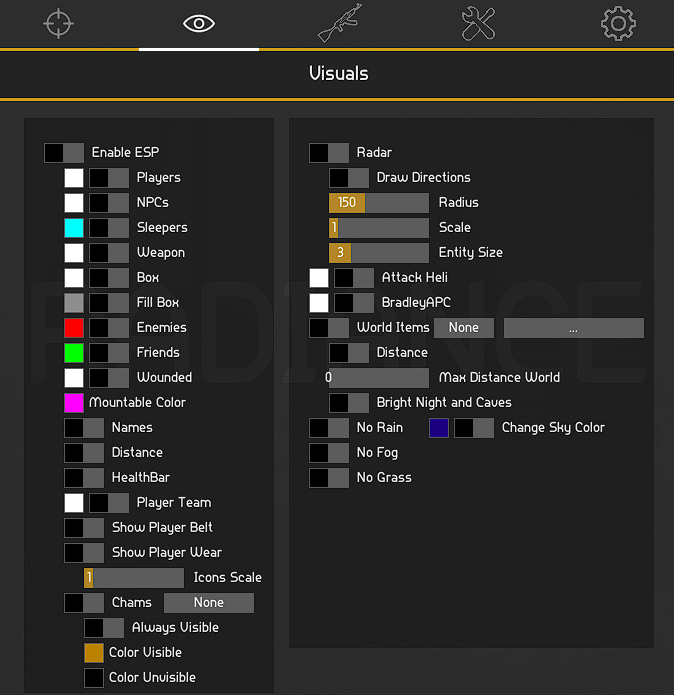 Visuals
Enable ESP
Players
NPCs
Sleepers
Weapon
Box
Fill Box
Enemies
Friends
Wounded
Mountable Color
Names
Distance
HealthBar
Player Team
Show Player Belt
Show Player Wear
1 Icons Scale
Chams None
Always Visible
Color Visible
Color Unvisible
Radar
Draw Directions
150 Radius
1 Scale
3 Entity Size
Attack Heli
BradleyAPC
World Items None ...
Distance
0 Max Distance World
Bright Night and Caves
No Rain Change Sky Color
No Fog
No Grass
RADIANCE